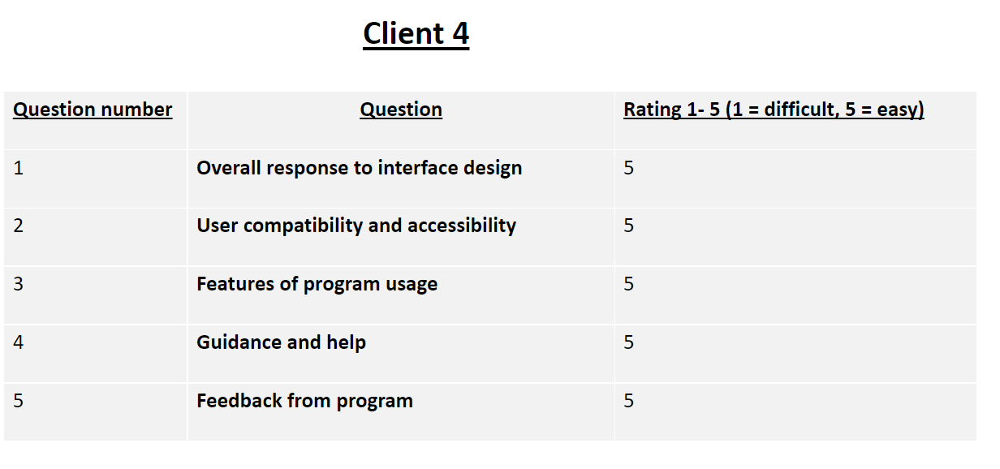 Client 4
Question number Question Rating 1- 5 (1 = difficult, 5 = easy)
1 Overall response to interface design 5
2 User compatibility and accessibility 5
3 Features of program usage 5
4 Guidance and help 5
5 Feedback from program 5